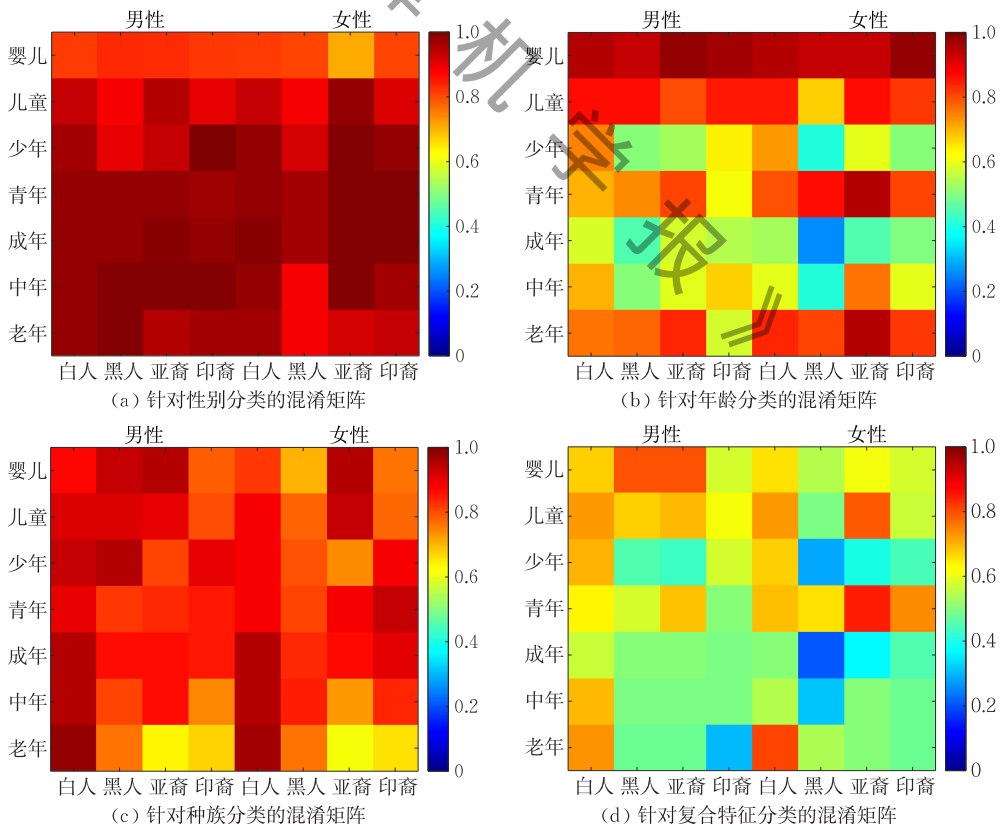 男性 女性
婴儿
儿童
少年
青年
成年
中年
老年
1.0
0.8
0.6
0.4
0.2
0
白人 黑人 亚裔 印裔 白人 黑人 亚裔 印裔
(a) 针对性别分类的混淆矩阵
男性 女性
婴儿
儿童
少年
青年
成年
中年
老年
1.0
0.8
0.6
0.4
0.2
0
白人 黑人 亚裔 印裔 白人 黑人 亚裔 印裔
(b) 针对年龄分类的混淆矩阵
男性 女性
婴儿
儿童
少年
青年
成年
中年
老年
1.0
0.8
0.6
0.4
0.2
0
白人 黑人 亚裔 印裔 白人 黑人 亚裔 印裔
(c) 针对种族分类的混淆矩阵
男性 女性
婴儿
儿童
少年
青年
成年
中年
老年
1.0
0.8
0.6
0.4
0.2
0
白人 黑人 亚裔 印裔 白人 黑人 亚裔 印裔
(d) 针对复合特征分类的混淆矩阵
机学报》